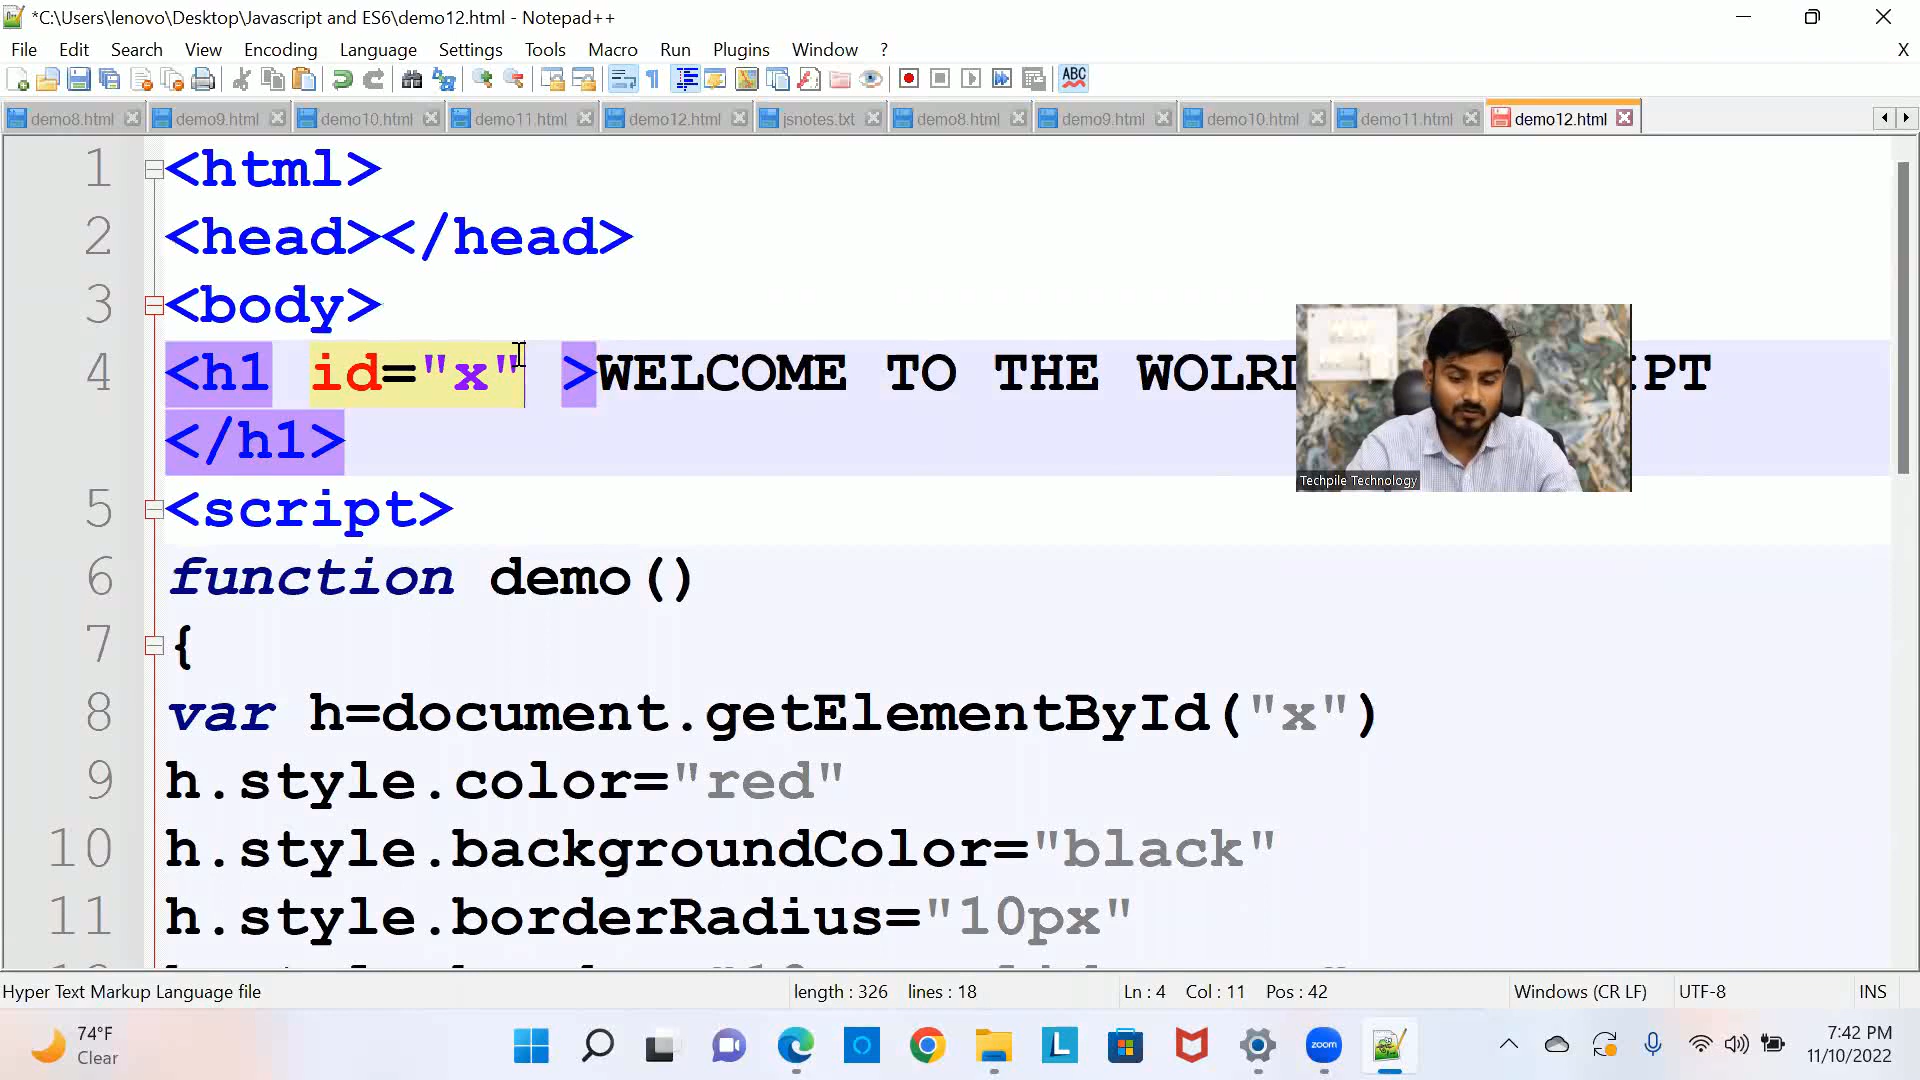 *C:\Users\lenovo\Desktop\Javascript and ES6\demo12.html - Notepad++
File Edit Search View Encoding Language Settings Tools Macro Run Plugins Window ? X
ABC
demo8.html demo9.html demo10.html demo11.html demo12.html jsnotes.txt demo8.html demo9.html demo10.html demo11.html demo12.html
1 <html>
2 <head></head>
3 <body>
4 <h1 id="x" >WELCOME TO THE WOLRD IPT
</h1>
5 <script>
6 function demo()
7 {
8 var h=document.getElementById("x")
9 h.style.color="red"
10 h.style.backgroundColor="black"
11 h.style.borderRadius="10px"
Techpile Technology
Hyper Text Markup Language file length : 326 lines : 18 Ln : 4 Col : 11 Pos : 42 Windows (CR LF) UTF-8 INS
74°F
Clear
L
zoom
7:42 PM
11/10/2022